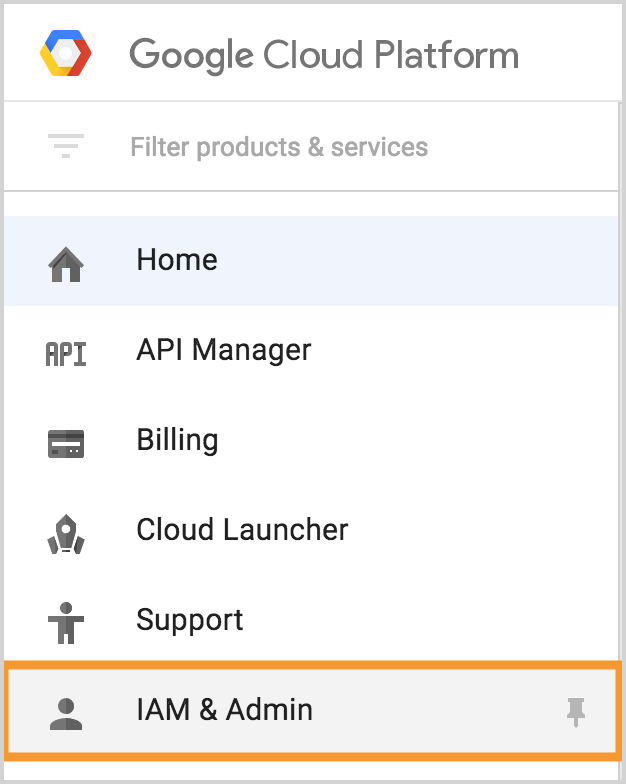 Google Cloud Platform
Filter products & services
Home
API
API Manager
Billing
Cloud Launcher
Support
IAM & Admin